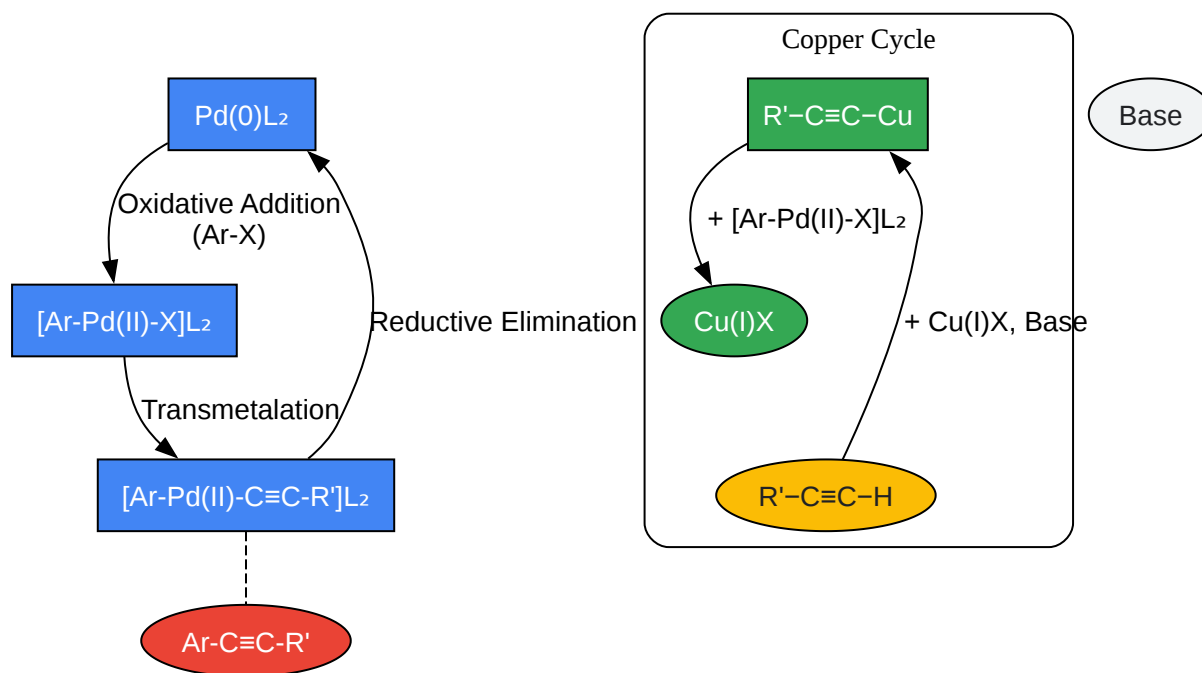 Copper Cycle
Pd(0)L₂
R'−C≡C−Cu
Base
Oxidative Addition
(Ar-X)
+ [Ar-Pd(II)-X]L₂
[Ar-Pd(II)-X]L₂
Reductive Elimination
Cu(I)X
+ Cu(I)X, Base
Transmetalation
[Ar-Pd(II)-C≡C-R']L₂
R'−C≡C−H
Ar-C≡C-R'